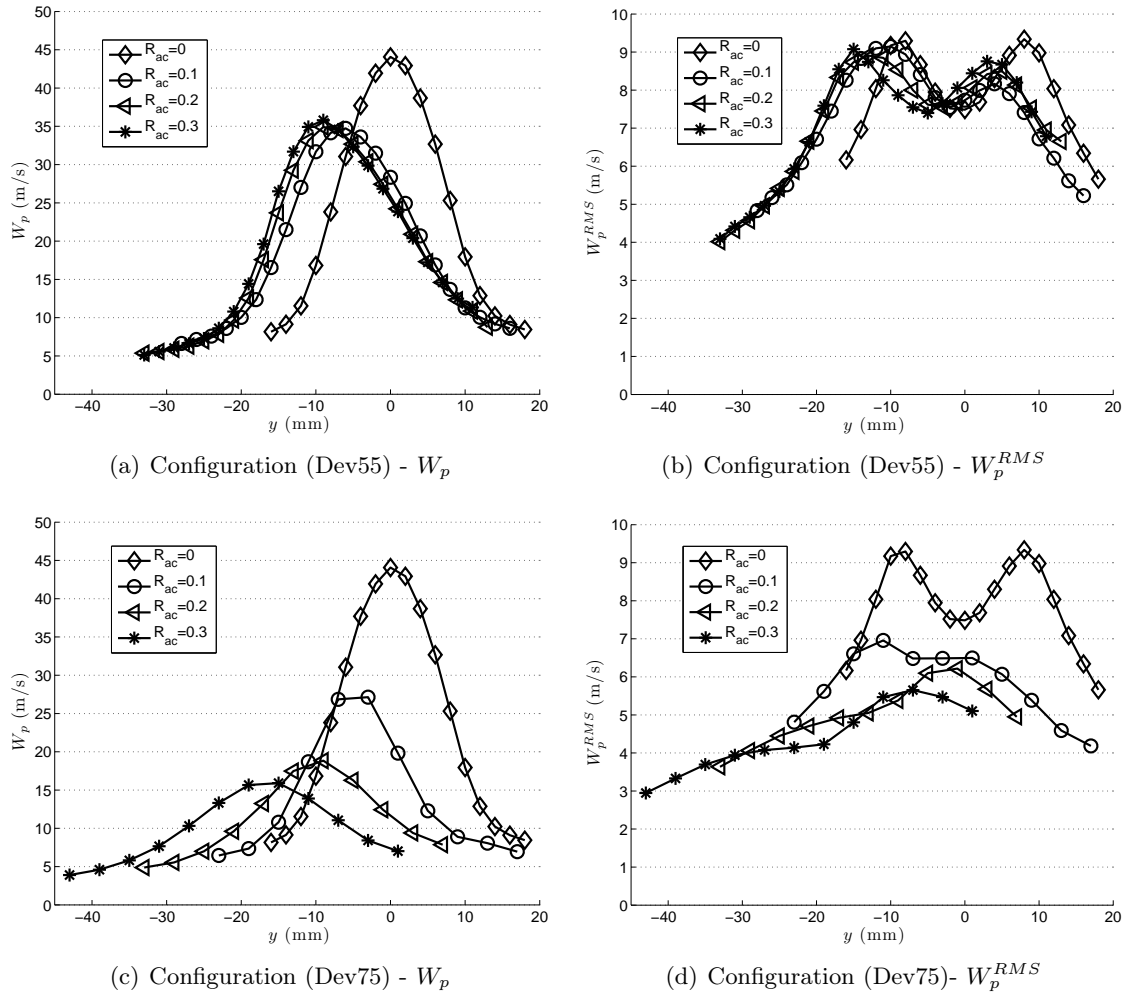 50
45
40
35
30
25
20
15
10
5
0
W_p (m/s)
R_ac=0
R_ac=0.1
R_ac=0.2
R_ac=0.3
−40 −30 −20 −10 0 10 20
y (mm)
(a) Configuration (Dev55) - W_p
10
9
8
7
6
5
4
3
2
1
0
W_p^{RMS} (m/s)
R_ac=0
R_ac=0.1
R_ac=0.2
R_ac=0.3
−40 −30 −20 −10 0 10 20
y (mm)
(b) Configuration (Dev55) - W_p^{RMS}
50
45
40
35
30
25
20
15
10
5
0
W_p (m/s)
R_ac=0
R_ac=0.1
R_ac=0.2
R_ac=0.3
−40 −30 −20 −10 0 10 20
y (mm)
(c) Configuration (Dev75) - W_p
10
9
8
7
6
5
4
3
2
1
0
W_p^{RMS} (m/s)
R_ac=0
R_ac=0.1
R_ac=0.2
R_ac=0.3
−40 −30 −20 −10 0 10 20
y (mm)
(d) Configuration (Dev75)- W_p^{RMS}